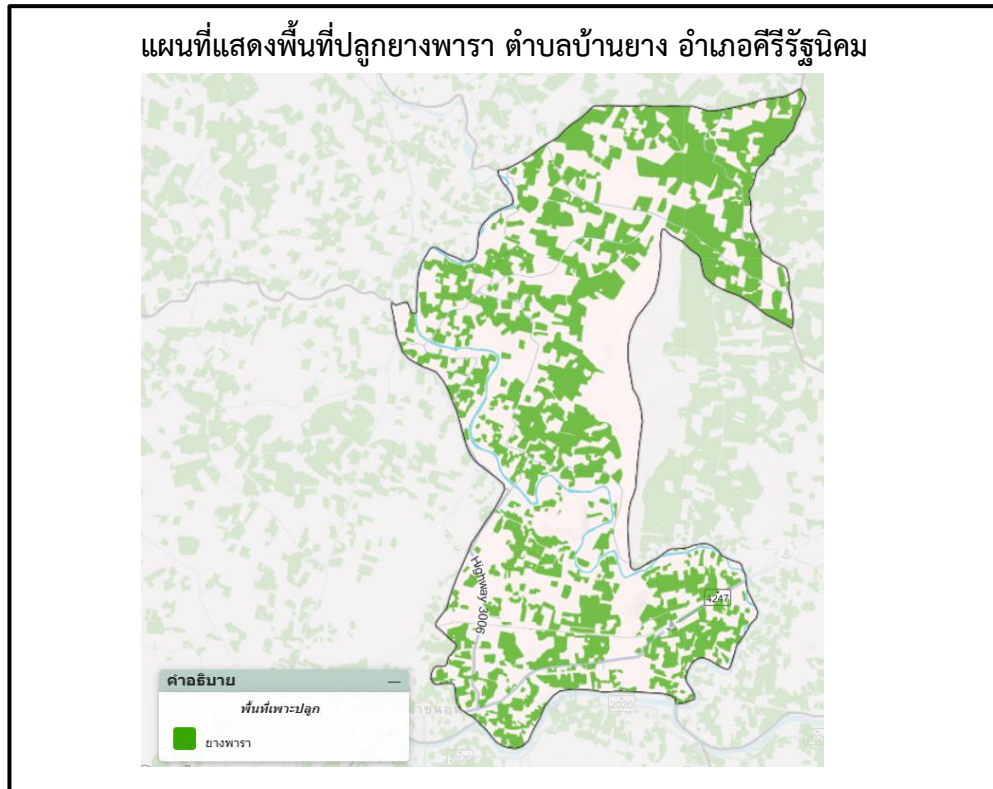 แผนที่แสดงพื้นที่ปลูกยางพารา ตำบลบ้านยาง อำเภอคีรีรัฐนิคม
Highway 3006
4247
คำอธิบาย
พื้นที่เพาะปลูก
ยางพารา
2020